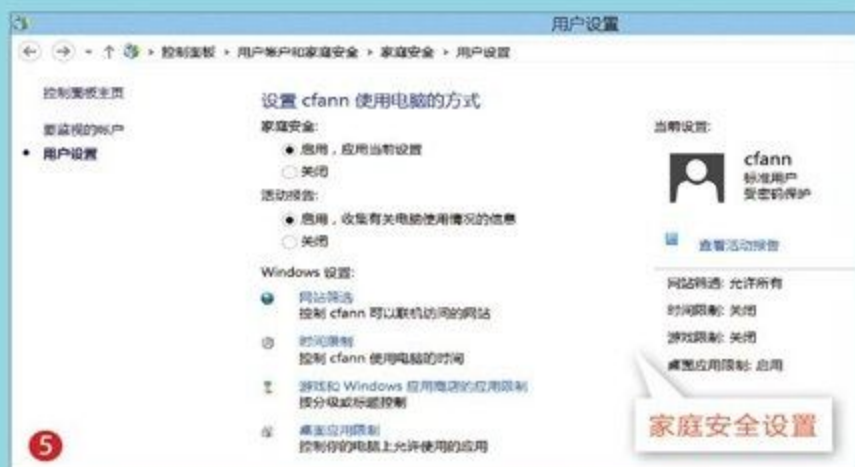 用户设置
控制面板 ▸ 用户帐户和家庭安全 ▸ 家庭安全 ▸ 用户设置
控制面板主页
要监视的帐户
用户设置
设置 cfann 使用电脑的方式
家庭安全:
启用，应用当前设置
关闭
活动报告:
启用，收集有关电脑使用情况的信息
关闭
Windows 设置:
网站筛选
控制 cfann 可以联机访问的网站
时间限制
控制 cfann 使用电脑的时间
游戏和 Windows 应用商店的应用限制
按分级或标题控制
桌面应用限制
控制你的电脑上允许使用的应用
当前设置:
cfann
标准用户
受密码保护
查看活动报告
网站筛选: 允许所有
时间限制: 关闭
游戏限制: 关闭
桌面应用限制: 启用
家庭安全设置
5